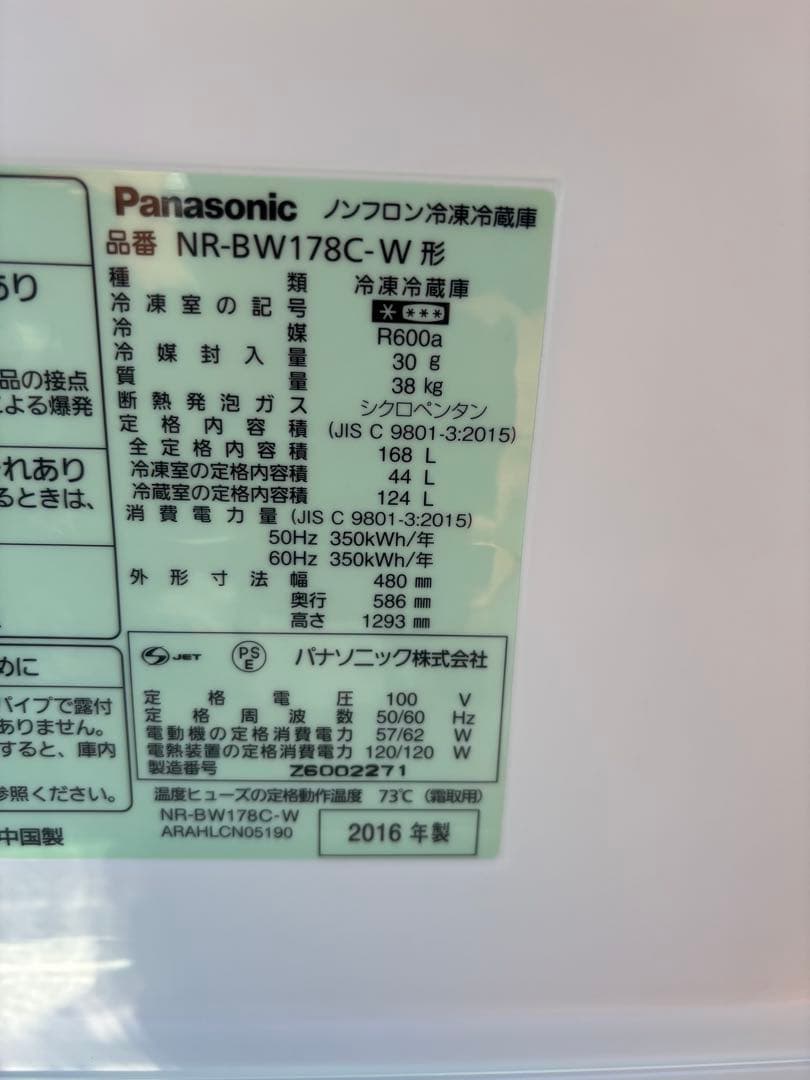 Panasonic ノンフロン冷凍冷蔵庫
品番 NR-BW178C-W 形
種類 冷凍冷蔵庫
冷凍室の記号 * ***
冷媒 R600a
冷媒封入量 30 g
質量 38 kg
断熱発泡ガス シクロペンタン
定格内容積 (JIS C 9801-3:2015)
全定格内容積 168 L
冷凍室の定格内容積 44 L
冷蔵室の定格内容積 124 L
消費電力量 (JIS C 9801-3:2015)
50Hz 350kWh/年
60Hz 350kWh/年
外形寸法幅 480 mm
奥行 586 mm
高さ 1293 mm
JET PSE パナソニック株式会社
定格電圧 100 V
定格周波数 50/60 Hz
電動機の定格消費電力 57/62 W
電熱装置の定格消費電力 120/120 W
製造番号 Z6002271
温度ヒューズの定格動作温度 73℃ (霜取用)
NR-BW178C-W
ARAHLCN05190
2016 年製
あり
品の接点
による爆発
それあり
るときは、
めに
パイプで露付
ありません。
すると、庫内
参照ください。
中国製